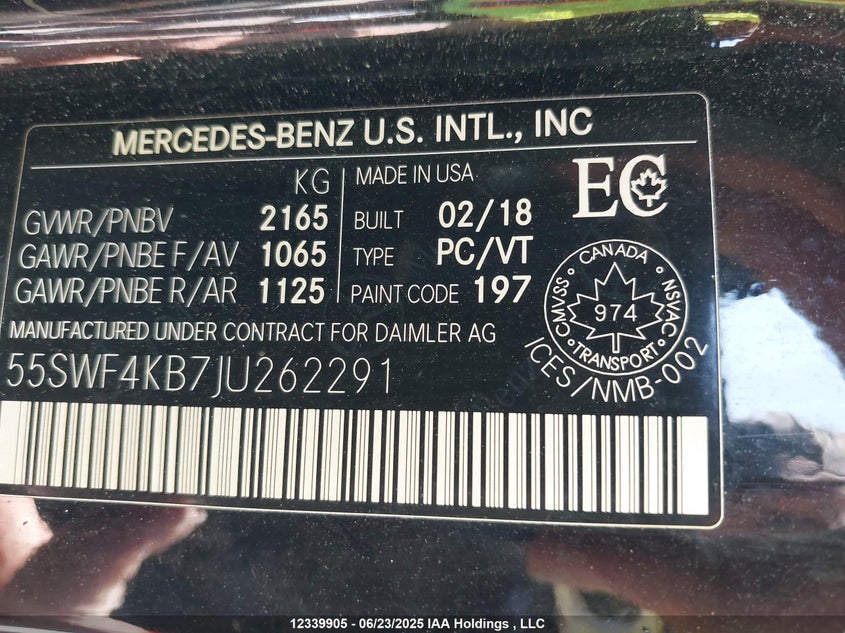 MERCEDES-BENZ U.S. INTL., INC
KG
GVWR/PNBV 2165
GAWR/PNBE F/AV 1065
GAWR/PNBE R/AR 1125
MADE IN USA
BUILT 02/18
TYPE PC/VT
PAINT CODE 197
EC
CANADA
CMVSS/NSVAC
974
TRANSPORT
ICES/NMB-002
MANUFACTURED UNDER CONTRACT FOR DAIMLER AG
55SWF4KB7JU262291
12339905 - 06/23/2025 IAA Holdings , LLC